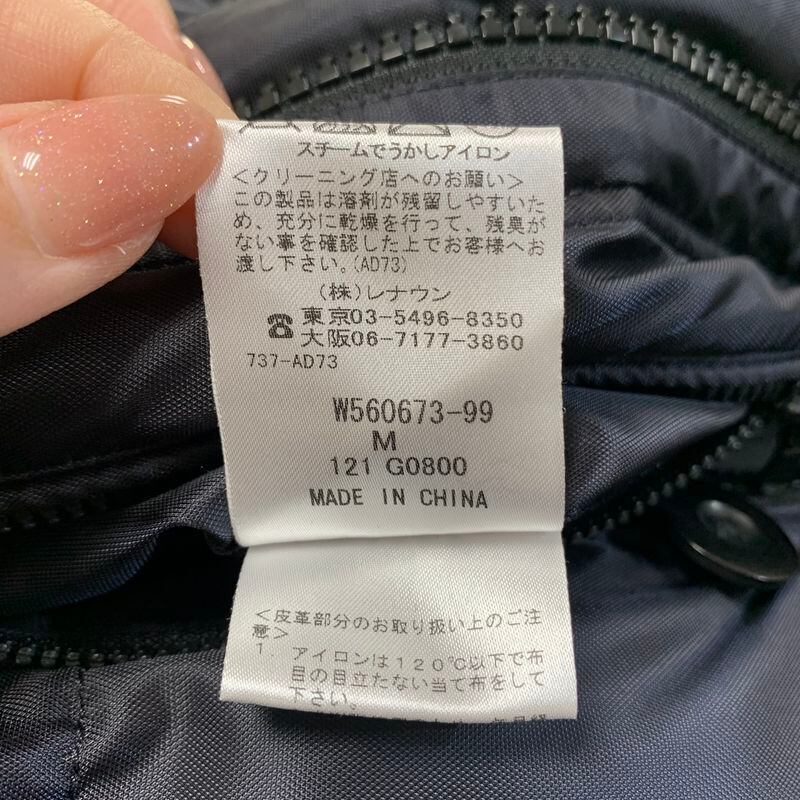 スチームでうかしアイロン
<クリーニング店へのお願い>
この製品は溶剤が残留しやすいた
め、充分に乾燥を行って、残臭が
ない事を確認した上でお客様へお
渡し下さい。(AD73)
(株)レナウン
☎東京03-5496-8350
大阪06-7177-3860
737-AD73
W560673-99
M
121 G0800
MADE IN CHINA
<皮革部分のお取り扱い上のご注
意>
1. アイロンは120℃以下で布
目の目立たない当て布をして
下さい。